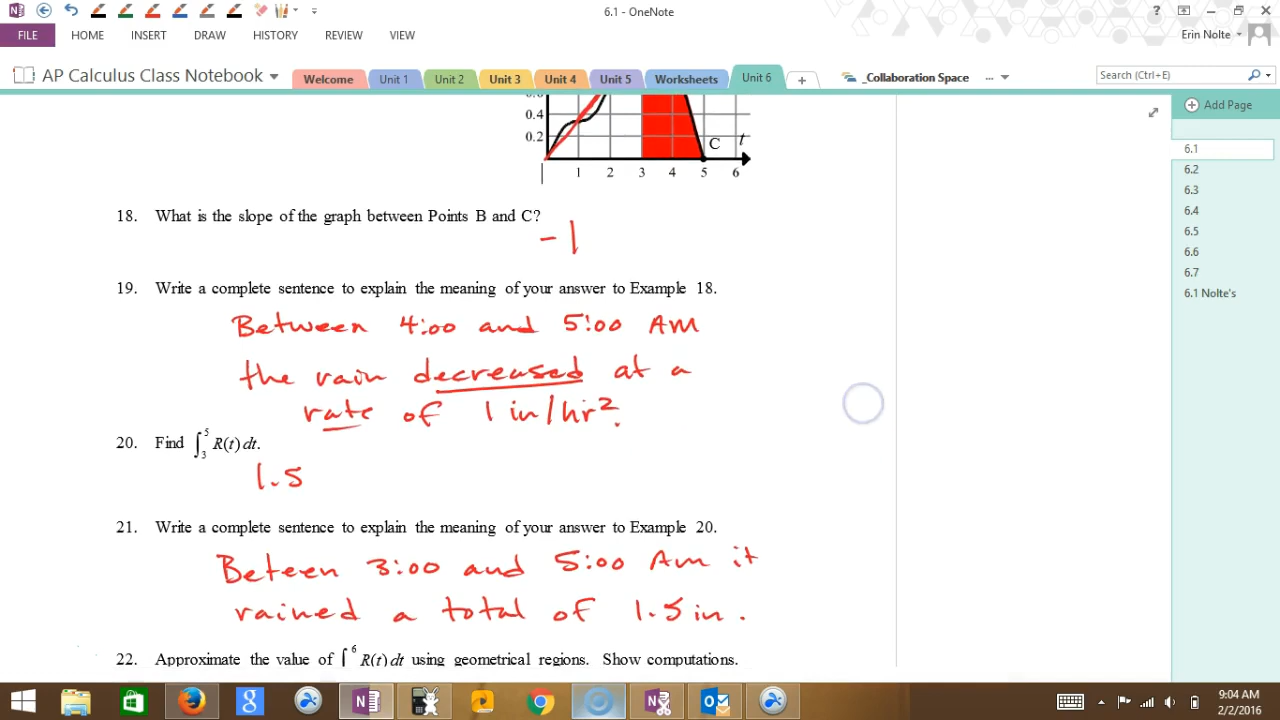 6.1 - OneNote
?
FILE HOME INSERT DRAW HISTORY REVIEW VIEW
Erin Nolte
AP Calculus Class Notebook
Welcome Unit 1 Unit 2 Unit 3 Unit 4 Unit 5 Worksheets Unit 6 + _Collaboration Space ...
Search (Ctrl+E)
Add Page
6.1
6.2
6.3
6.4
6.5
6.6
6.7
6.1 Nolte's
0.4
0.2
C t
1 2 3 4 5 6
18. What is the slope of the graph between Points B and C?
-1
19. Write a complete sentence to explain the meaning of your answer to Example 18.
Between 4:00 and 5:00 AM
the rain decreased at a
rate of 1 in/hr².
20. Find ∫₃⁵ R(t) dt.
1.5
21. Write a complete sentence to explain the meaning of your answer to Example 20.
Beteen 3:00 and 5:00 Am it
rained a total of 1.5 in.
22. Approximate the value of ∫⁶ R(t) dt using geometrical regions. Show computations.
9:04 AM
2/2/2016